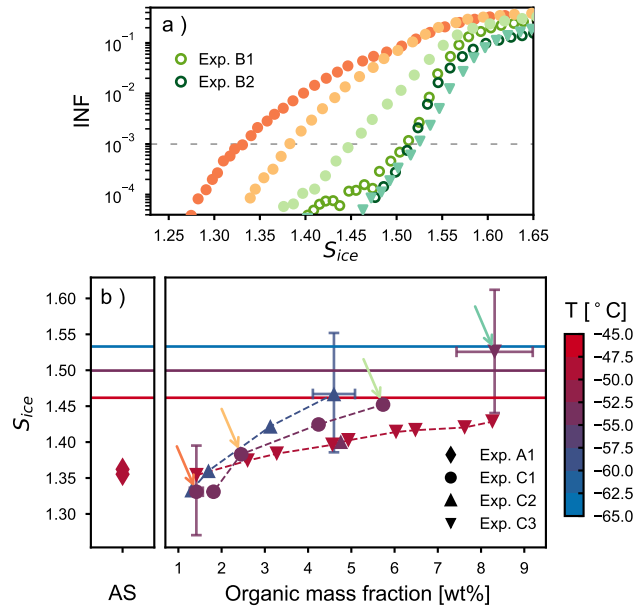 a )
Exp. B1
Exp. B2
INF
10⁻¹
10⁻²
10⁻³
10⁻⁴
1.25 1.30 1.35 1.40 1.45 1.50 1.55 1.60 1.65
S_ice
b )
S_ice
1.60
1.55
1.50
1.45
1.40
1.35
1.30
Exp. A1
Exp. C1
Exp. C2
Exp. C3
AS
1 2 3 4 5 6 7 8 9
Organic mass fraction [wt%]
T [°C]
−45.0
−47.5
−50.0
−52.5
−55.0
−57.5
−60.0
−62.5
−65.0